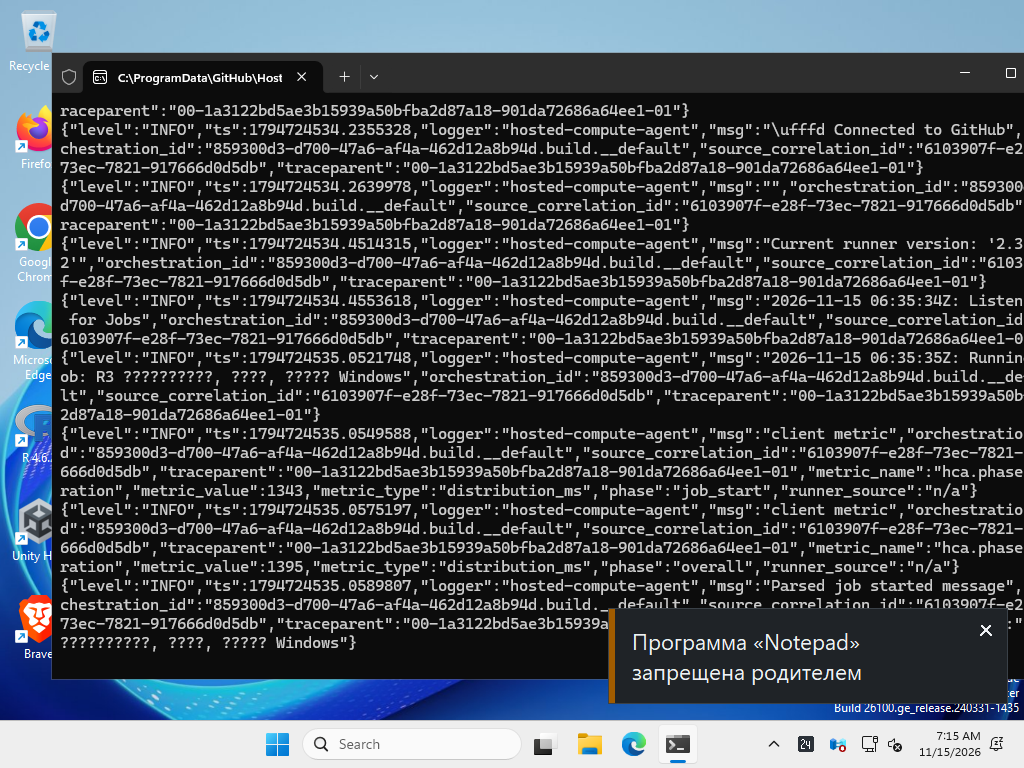 Recycle
C:\ProgramData\GitHub\Host
raceparent":"00-1a3122bd5ae3b15939a50bfba2d87a18-901da72686a64ee1-01"}
{"level":"INFO","ts":1794724534.2355328,"logger":"hosted-compute-agent","msg":"\ufffd Connected to GitHub",
chestration_id":"859300d3-d700-47a6-af4a-462d12a8b94d.build.__default","source_correlation_id":"6103907f-e2
73ec-7821-917666d0d5db","traceparent":"00-1a3122bd5ae3b15939a50bfba2d87a18-901da72686a64ee1-01"}
{"level":"INFO","ts":1794724534.2639978,"logger":"hosted-compute-agent","msg":"","orchestration_id":"859300
d700-47a6-af4a-462d12a8b94d.build.__default","source_correlation_id":"6103907f-e28f-73ec-7821-917666d0d5db"
raceparent":"00-1a3122bd5ae3b15939a50bfba2d87a18-901da72686a64ee1-01"}
{"level":"INFO","ts":1794724534.4514315,"logger":"hosted-compute-agent","msg":"Current runner version: '2.3
2'","orchestration_id":"859300d3-d700-47a6-af4a-462d12a8b94d.build.__default","source_correlation_id":"6103
f-e28f-73ec-7821-917666d0d5db","traceparent":"00-1a3122bd5ae3b15939a50bfba2d87a18-901da72686a64ee1-01"}
{"level":"INFO","ts":1794724534.4553618,"logger":"hosted-compute-agent","msg":"2026-11-15 06:35:34Z: Listen
for Jobs","orchestration_id":"859300d3-d700-47a6-af4a-462d12a8b94d.build.__default","source_correlation_id
6103907f-e28f-73ec-7821-917666d0d5db","traceparent":"00-1a3122bd5ae3b15939a50bfba2d87a18-901da72686a64ee1-0
{"level":"INFO","ts":1794724535.0521748,"logger":"hosted-compute-agent","msg":"2026-11-15 06:35:35Z: Runnin
ob: R3 ??????????, ????, ????? Windows","orchestration_id":"859300d3-d700-47a6-af4a-462d12a8b94d.build.__de
lt","source_correlation_id":"6103907f-e28f-73ec-7821-917666d0d5db","traceparent":"00-1a3122bd5ae3b15939a50b
2d87a18-901da72686a64ee1-01"}
{"level":"INFO","ts":1794724535.0549588,"logger":"hosted-compute-agent","msg":"client metric","orchestratio
d":"859300d3-d700-47a6-af4a-462d12a8b94d.build.__default","source_correlation_id":"6103907f-e28f-73ec-7821-
666d0d5db","traceparent":"00-1a3122bd5ae3b15939a50bfba2d87a18-901da72686a64ee1-01","metric_name":"hca.phase
ration","metric_value":1343,"metric_type":"distribution_ms","phase":"job_start","runner_source":"n/a"}
{"level":"INFO","ts":1794724535.0575197,"logger":"hosted-compute-agent","msg":"client metric","orchestratio
d":"859300d3-d700-47a6-af4a-462d12a8b94d.build.__default","source_correlation_id":"6103907f-e28f-73ec-7821-
666d0d5db","traceparent":"00-1a3122bd5ae3b15939a50bfba2d87a18-901da72686a64ee1-01","metric_name":"hca.phase
ration","metric_value":1395,"metric_type":"distribution_ms","phase":"overall","runner_source":"n/a"}
{"level":"INFO","ts":1794724535.0589807,"logger":"hosted-compute-agent","msg":"Parsed job started message",
chestration_id":"859300d3-d700-47a6-af4a-462d12a8b94d.build.__default","source_correlation_id":"6103907f-e2
73ec-7821-917666d0d5db","traceparent":"00-1a3122bd5ae3b15939a
??????????, ????, ????? Windows"}
Firefo
Google
Chrom
Microso
Edge
R 4.6.
Unity H
Brave
Программа «Notepad»
запрещена родителем
Build 26100.ge_release.240331-1435
Search
24
7:15 AM
11/15/2026